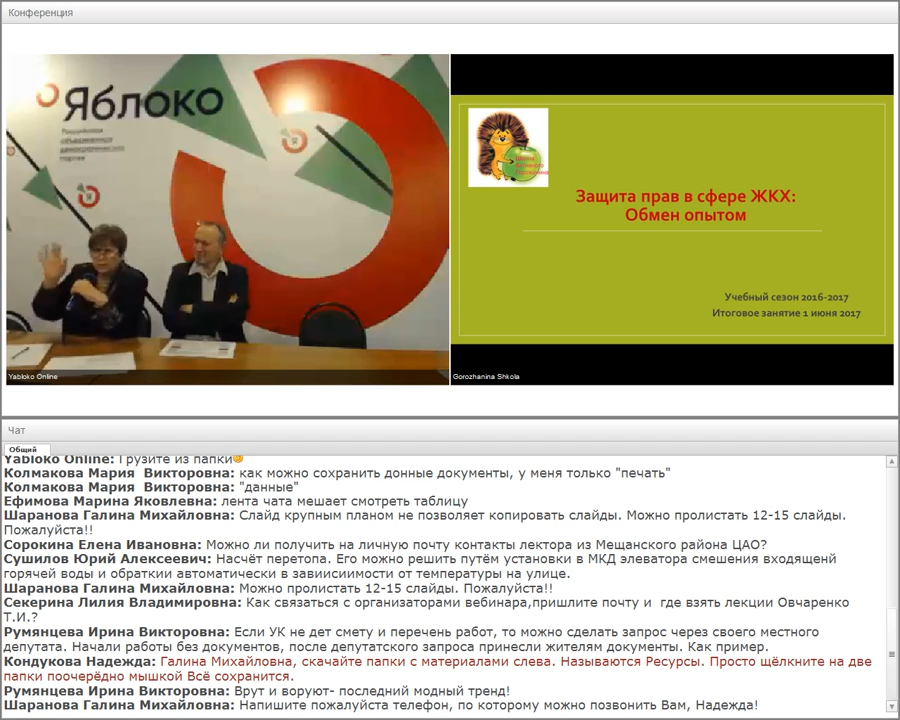 Конференция
Яблоко
Российская
объединенная
демократическая
партия
Yabloko Online
Защита прав в сфере ЖКХ:
Обмен опытом
Учебный сезон 2016-2017
Итоговое занятие 1 июня 2017
Gorozhanina Shkola
Чат
Общий
Yabloko Online: Грузите из папки
Колмакова Мария Викторовна: как можно сохранить донные документы, у меня только "печать"
Колмакова Мария Викторовна: "данные"
Ефимова Марина Яковлевна: лента чата мешает смотреть таблицу
Шаранова Галина Михайловна: Слайд крупным планом не позволяет копировать слайды. Можно пролистать 12-15 слайды.
Пожалуйста!!
Сорокина Елена Ивановна: Можно ли получить на личную почту контакты лектора из Мещанского района ЦАО?
Сушилов Юрий Алексеевич: Насчёт перетопа. Его можно решить путём установки в МКД элеватора смешения входященй
горячей воды и обраткии автоматически в завиисиимости от температуры на улице.
Шаранова Галина Михайловна: Можно пролистать 12-15 слайды. Пожалуйста!!
Секерина Лилия Владимировна: Как связаться с организаторами вебинара,пришлите почту и где взять лекции Овчаренко
Т.И.?
Румянцева Ирина Викторовна: Если УК не дет смету и перечень работ, то можно сделать запрос через своего местного
депутата. Начали работы без документов, после депутатского запроса принесли жителям документы. Как пример.
Кондукова Надежда: Галина Михайловна, скачайте папки с материалами слева. Называются Ресурсы. Просто щёлкните на две
папки поочерёдно мышкой Всё сохранится.
Румянцева Ирина Викторовна: Врут и воруют- последний модный тренд!
Шаранова Галина Михайловна: Напишите пожалуйста телефон, по которому можно позвонить Вам, Надежда!